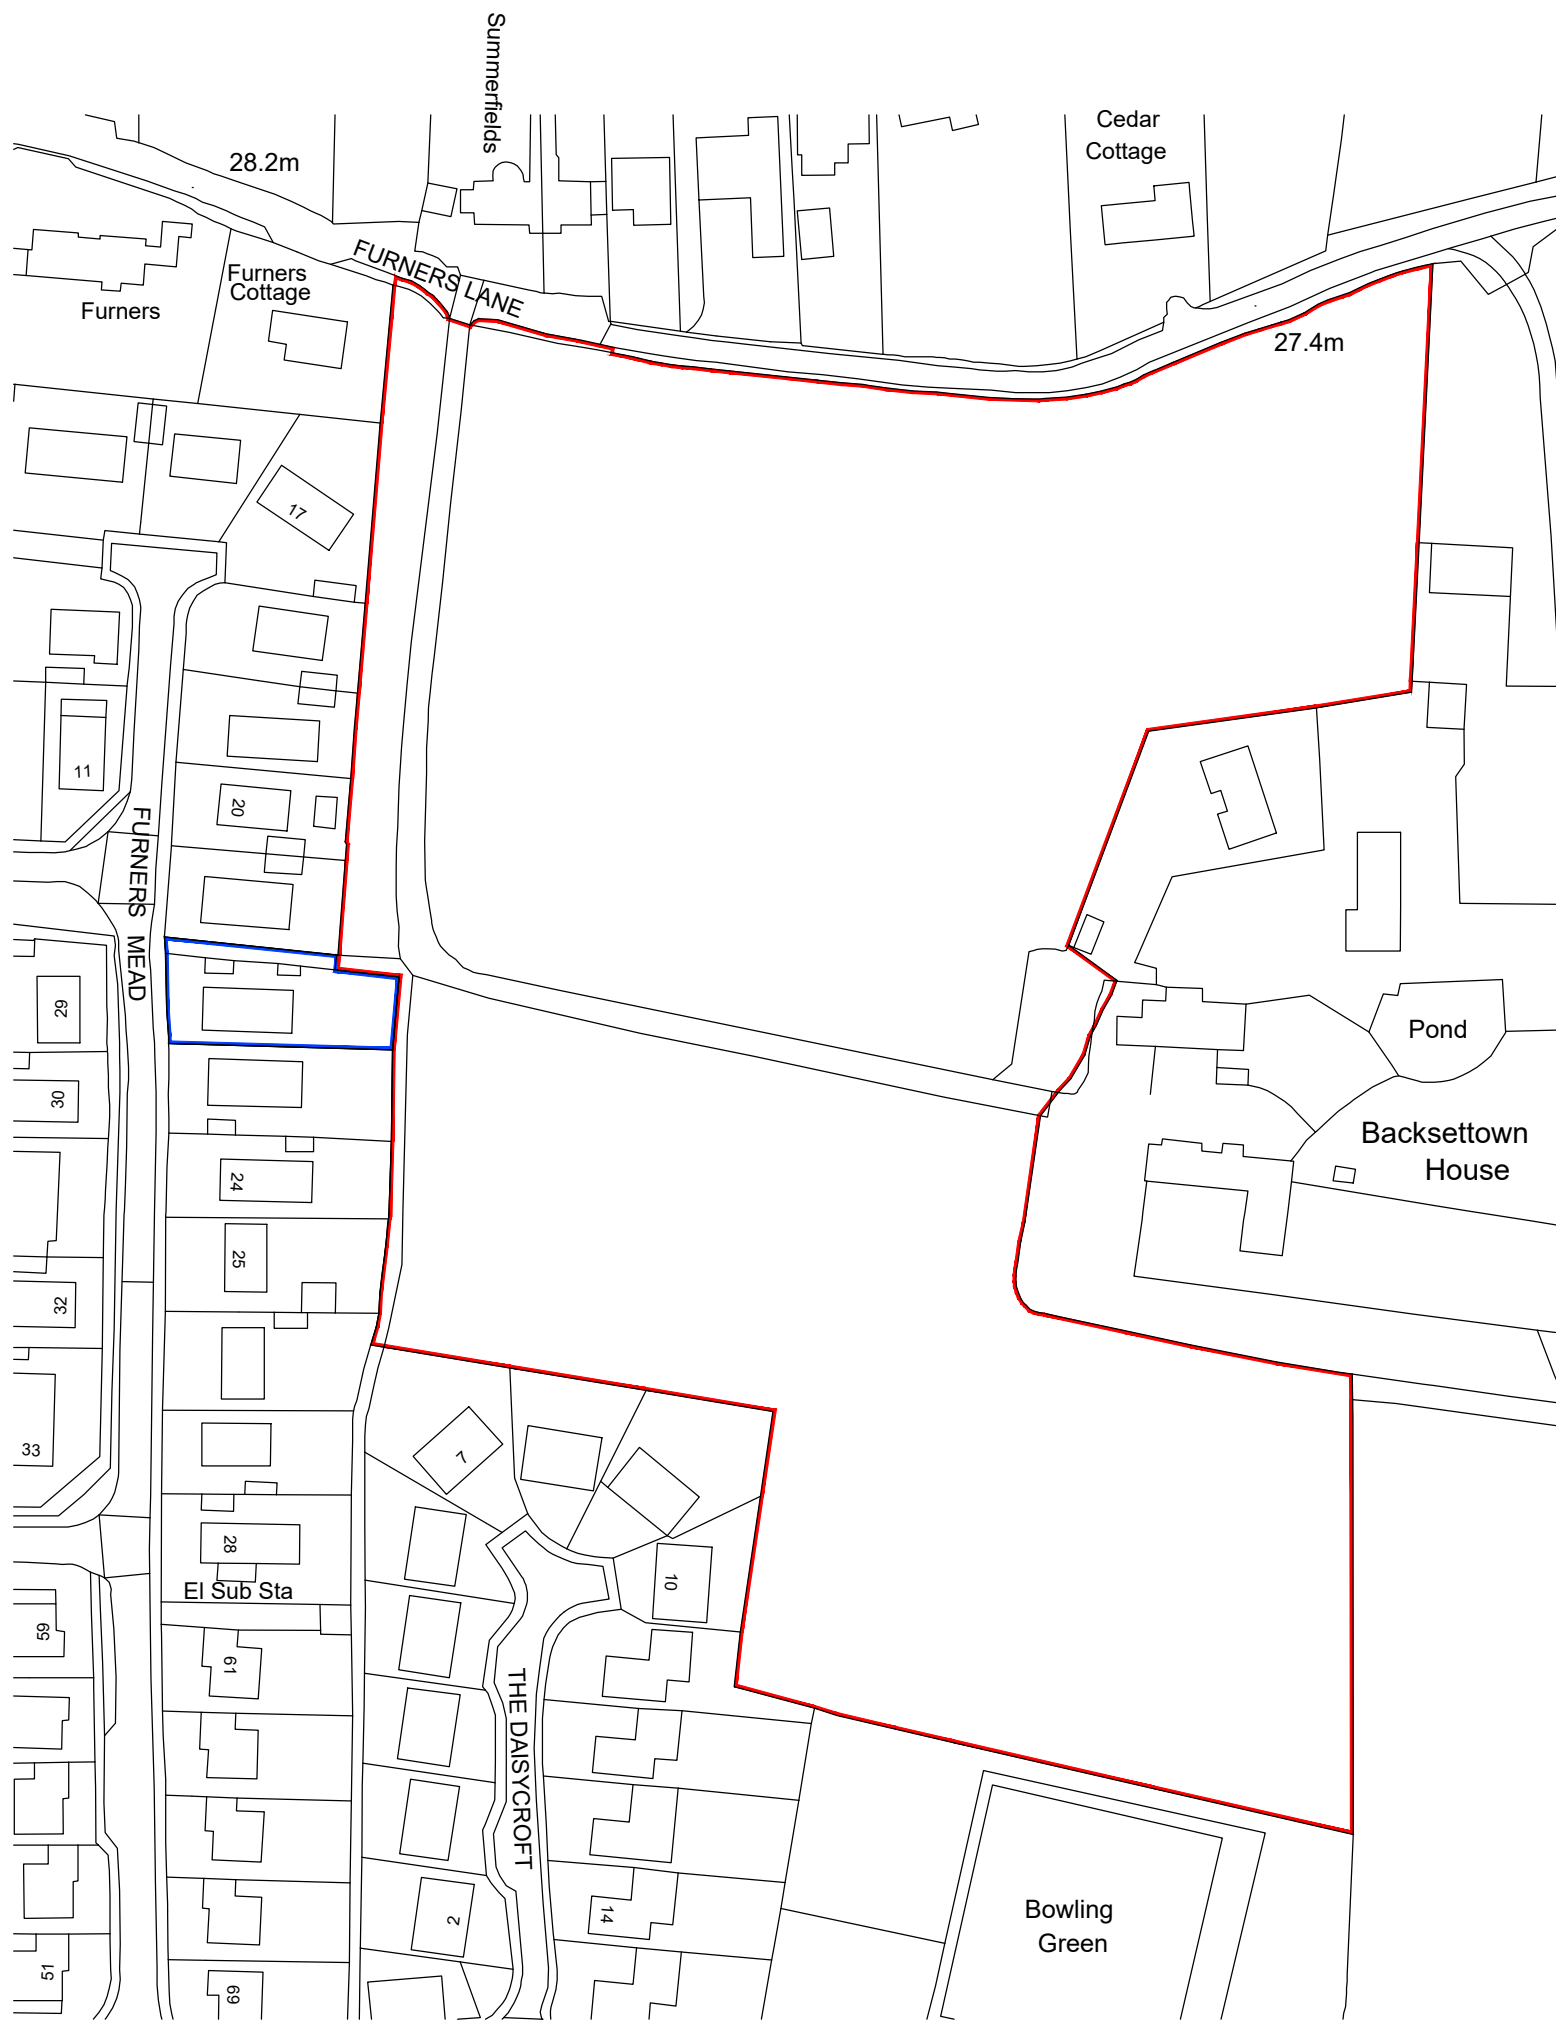 Summerfields
Cedar
Cottage
28.2m
FURNERS LANE
Furners
Cottage
Furners
27.4m
17
11
20
FURNERS MEAD
29
Pond
30
Backsettown
House
24
25
32
33
7
28
El Sub Sta
10
59
61
THE DAISYCROFT
2
14
Bowling
Green
51
69